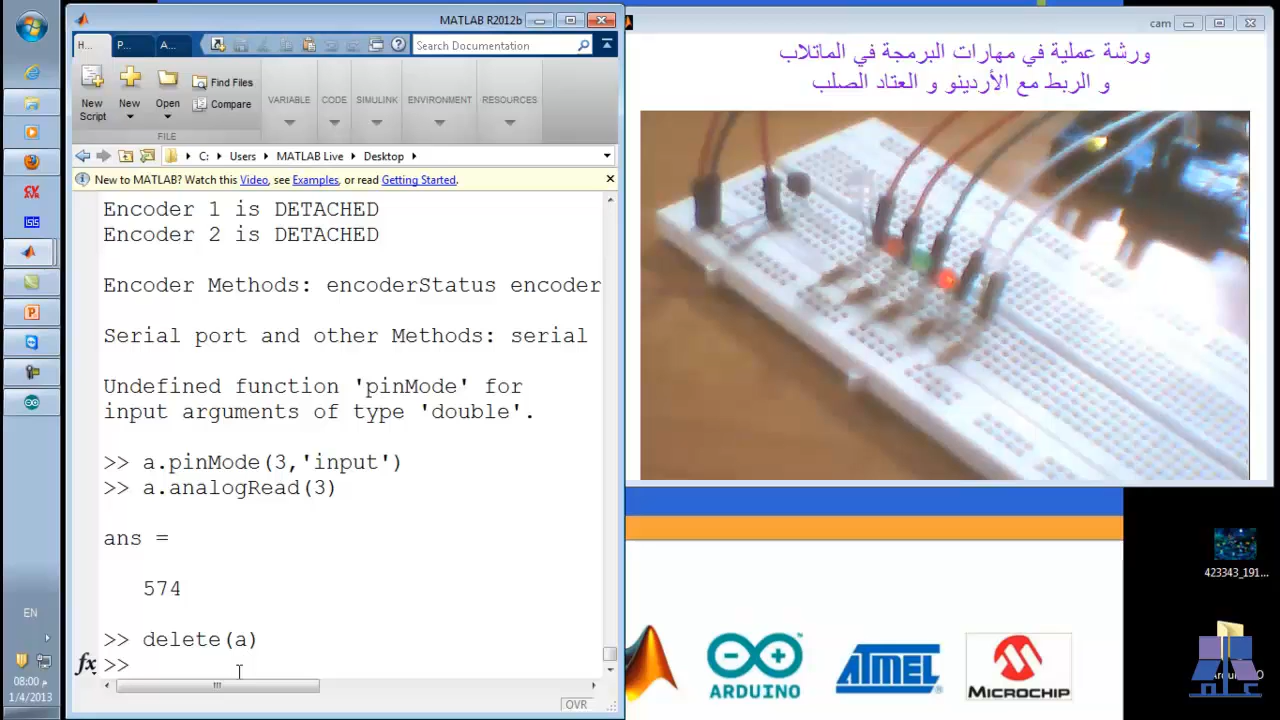 MATLAB R2012b
H...
P...
A...
Search Documentation
New
Script
New
Open
Find Files
Compare
FILE
VARIABLE
CODE
SIMULINK
ENVIRONMENT
RESOURCES
C:
Users
MATLAB Live
Desktop
New to MATLAB? Watch this Video, see Examples, or read Getting Started.
Encoder 1 is DETACHED
Encoder 2 is DETACHED
Encoder Methods: encoderStatus encoder
Serial port and other Methods: serial
Undefined function 'pinMode' for
input arguments of type 'double'.
>> a.pinMode(3,'input')
>> a.analogRead(3)
ans =
574
>> delete(a)
fx >>
OVR
cam
ورشة عملية في مهارات البرمجة في الماتلاب
و الربط مع الأردينو و العتاد الصلب
ARDUINO
ATMEL
MICROCHIP
423343_191...
EN
08:00 م
1/4/2013